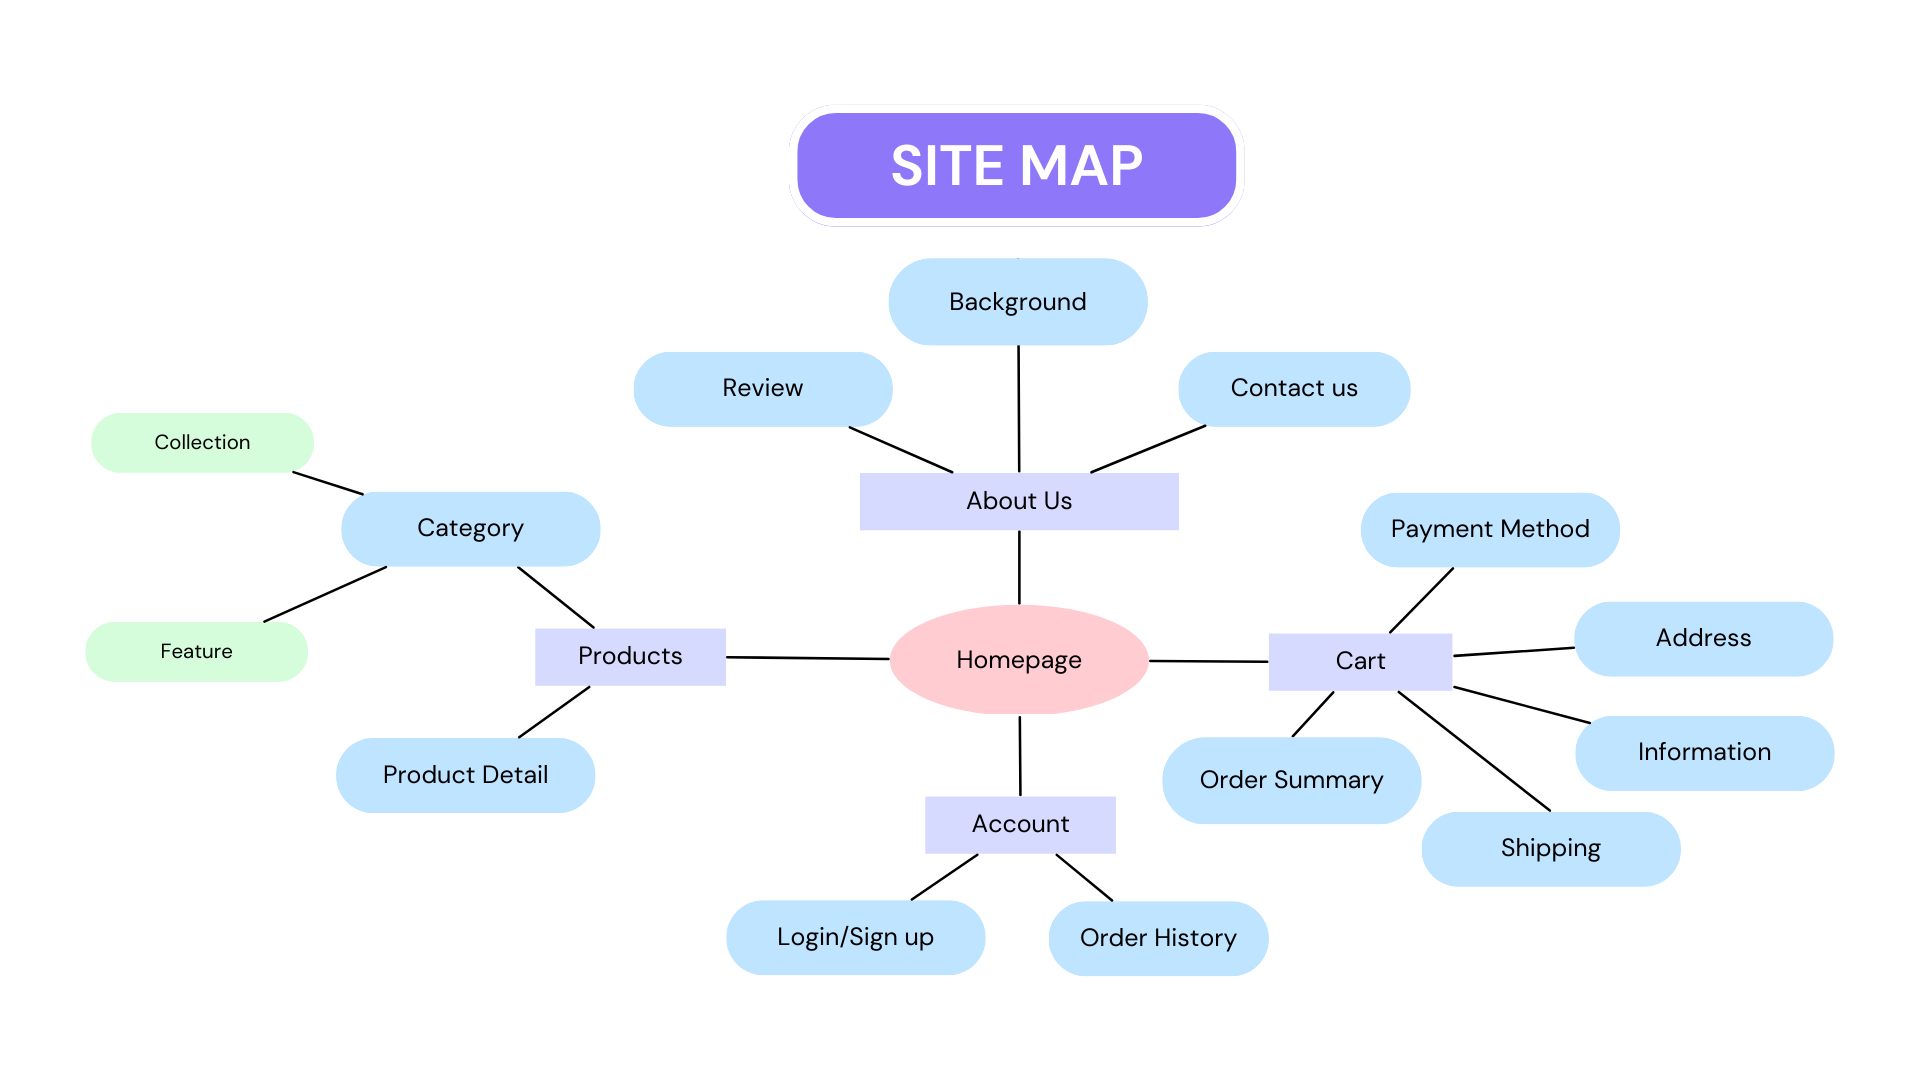 SITE MAP
Background
Review
Contact us
Collection
About Us
Category
Payment Method
Address
Feature
Products
Homepage
Cart
Information
Product Detail
Order Summary
Account
Shipping
Login/Sign up
Order History